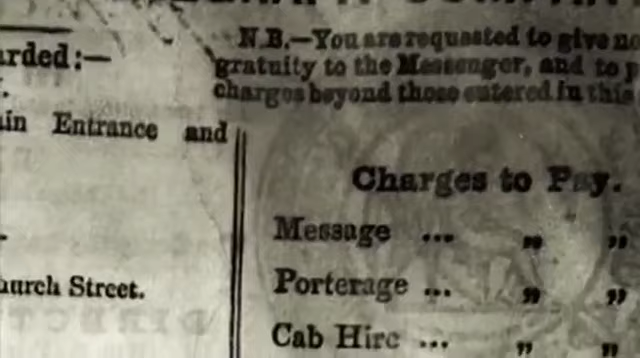 N.B.—You are requested to give no
gratuity to the Messenger, and to p
charges beyond those entered in this
arded:—
ain Entrance and
hurch Street.
Charges to Pay.
Message ... „ „
Porterage ... „ „
Cab Hire ... „ „